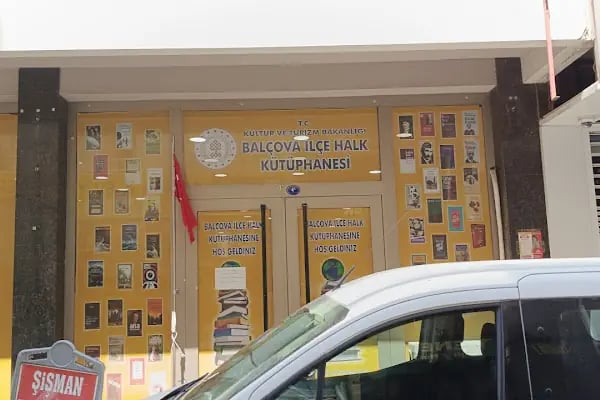 T.C.
KÜLTÜR VE TURİZM BAKANLIĞI
BALÇOVA İLÇE HALK
KÜTÜPHANESİ
BALÇOVA İLÇE HALK
KÜTÜPHANESİNE
HOŞ GELDİNİZ
BALÇOVA İLÇE HALK
KÜTÜPHANESİNE
HOŞ GELDİNİZ
ŞİSMAN